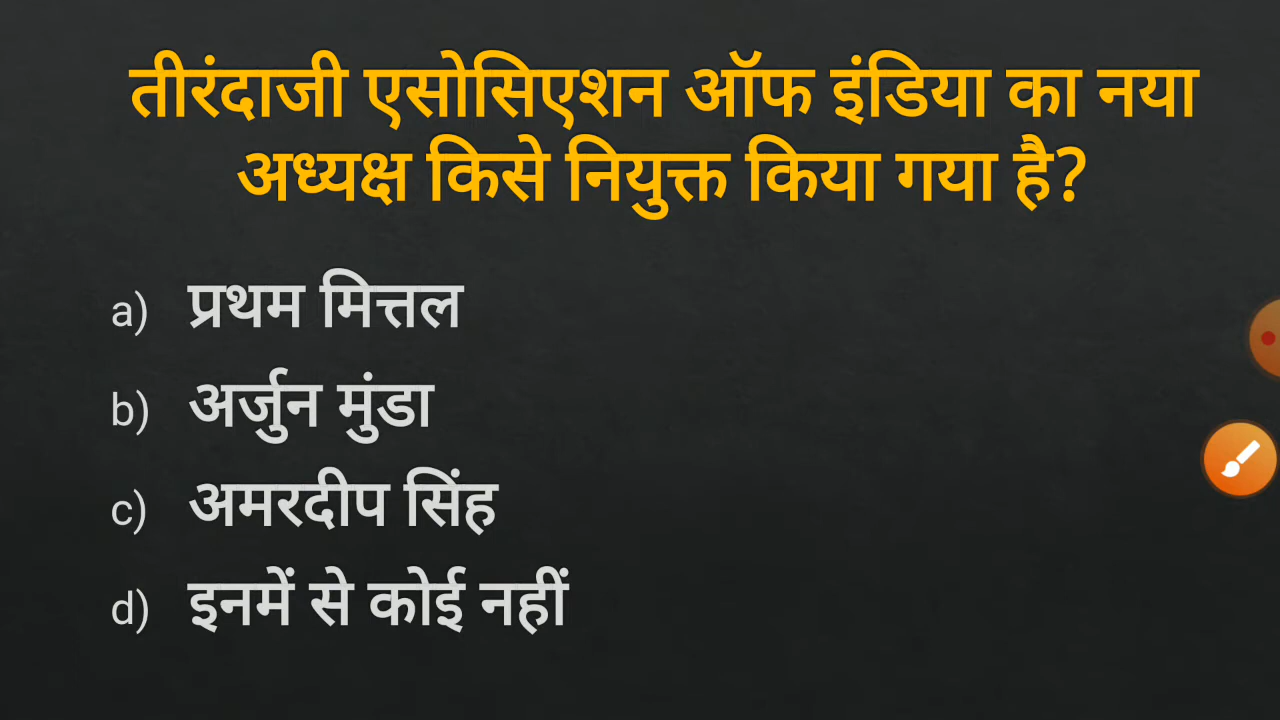 तीरंदाजी एसोसिएशन ऑफ इंडिया का नया
अध्यक्ष किसे नियुक्त किया गया है?
a) प्रथम मित्तल
b) अर्जुन मुंडा
c) अमरदीप सिंह
d) इनमें से कोई नहीं